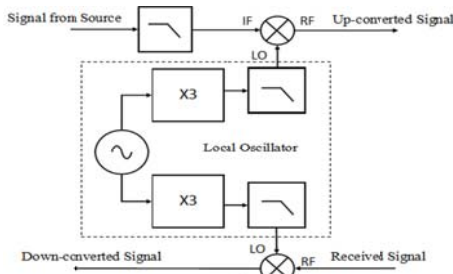 Signal from Source
IF
RF
Up-converted Signal
LO
X3
Local Oscillator
X3
LO
Down-converted Signal
RF
Received Signal